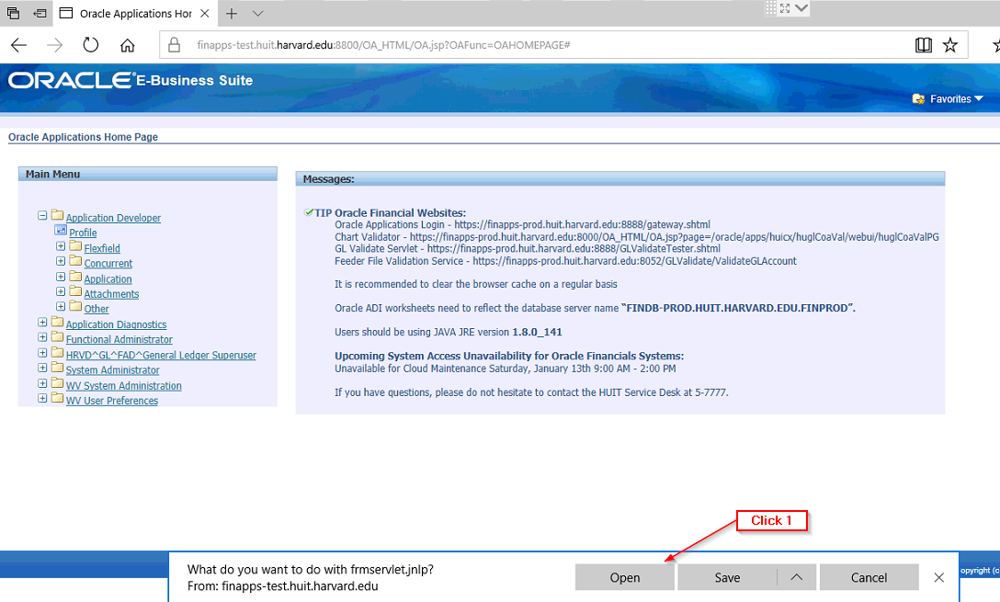 Oracle Applications Hor
finapps-test.huit.harvard.edu:8800/OA_HTML/OA.jsp?OAFunc=OAHOMEPAGE#
ORACLE® E-Business Suite
Favorites
Oracle Applications Home Page
Main Menu
Application Developer
Profile
Flexfield
Concurrent
Application
Attachments
Other
Application Diagnostics
Functional Administrator
HRVD^GL^FAD^General Ledger Superuser
System Administrator
WV System Administration
WV User Preferences
Messages:
TIP Oracle Financial Websites:
Oracle Applications Login - https://finapps-prod.huit.harvard.edu:8888/gateway.shtml
Chart Validator - https://finapps-prod.huit.harvard.edu:8000/OA_HTML/OA.jsp?page=/oracle/apps/huicx/huglCoaVal/webui/huglCoaValPG
GL Validate Servlet - https://finapps-prod.huit.harvard.edu:8888/GLValidateTester.shtml
Feeder File Validation Service - https://finapps-prod.huit.harvard.edu:8052/GLValidate/ValidateGLAccount
It is recommended to clear the browser cache on a regular basis
Oracle ADI worksheets need to reflect the database server name “FINDB-PROD.HUIT.HARVARD.EDU.FINPROD”.
Users should be using JAVA JRE version 1.8.0_141
Upcoming System Access Unavailability for Oracle Financials Systems:
Unavailable for Cloud Maintenance Saturday, January 13th 9:00 AM - 2:00 PM
If you have questions, please do not hesitate to contact the HUIT Service Desk at 5-7777.
Click 1
What do you want to do with frmservlet.jnlp?
From: finapps-test.huit.harvard.edu
Open
Save
Cancel
opyright (c